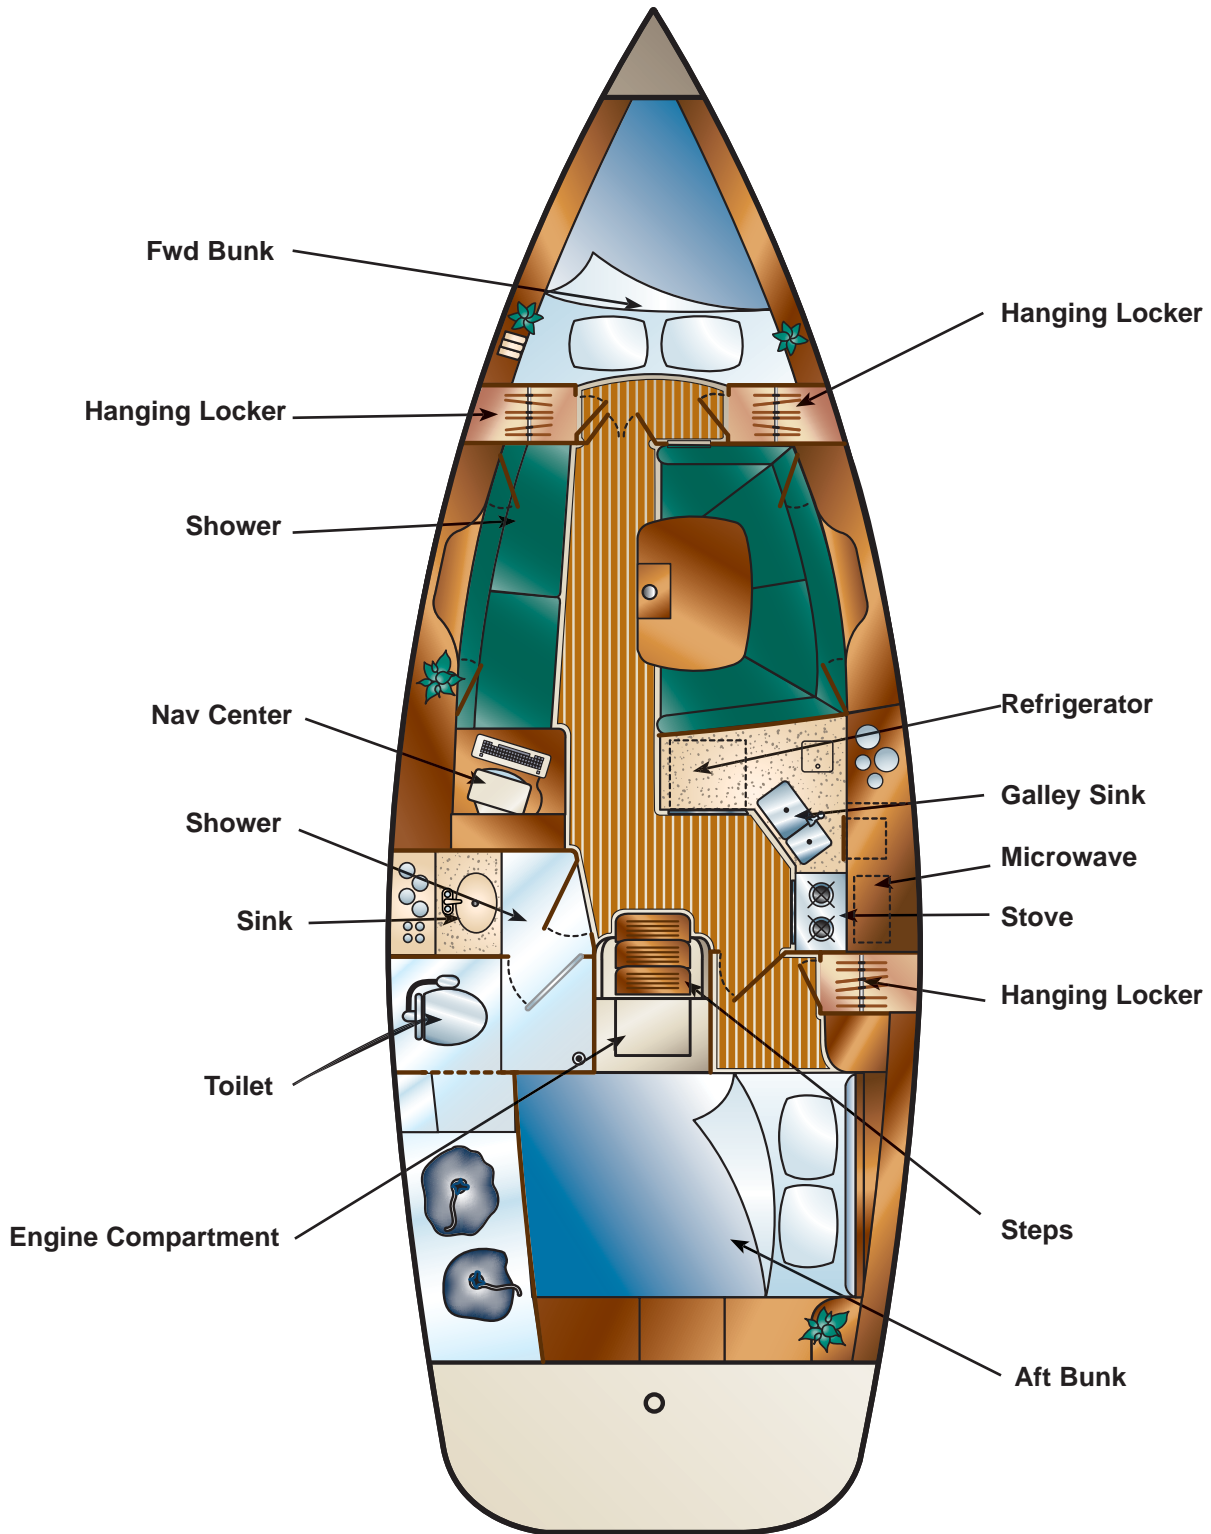 Fwd Bunk
Hanging Locker
Hanging Locker
Shower
Nav Center
Refrigerator
Galley Sink
Shower
Microwave
Sink
Stove
Hanging Locker
Toilet
Engine Compartment
Steps
Aft Bunk